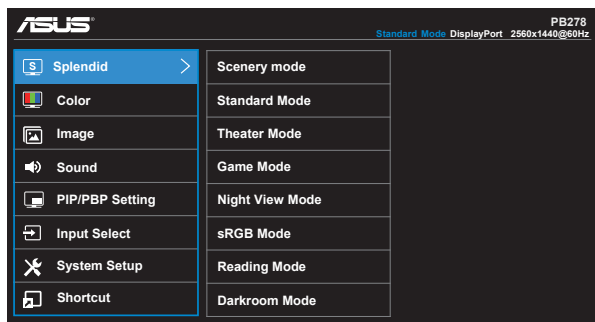 ASUS
PB278
Standard Mode DisplayPort 2560x1440@60Hz
S Splendid
Color
Image
Sound
PIP/PBP Setting
Input Select
System Setup
Shortcut
Scenery mode
Standard Mode
Theater Mode
Game Mode
Night View Mode
sRGB Mode
Reading Mode
Darkroom Mode